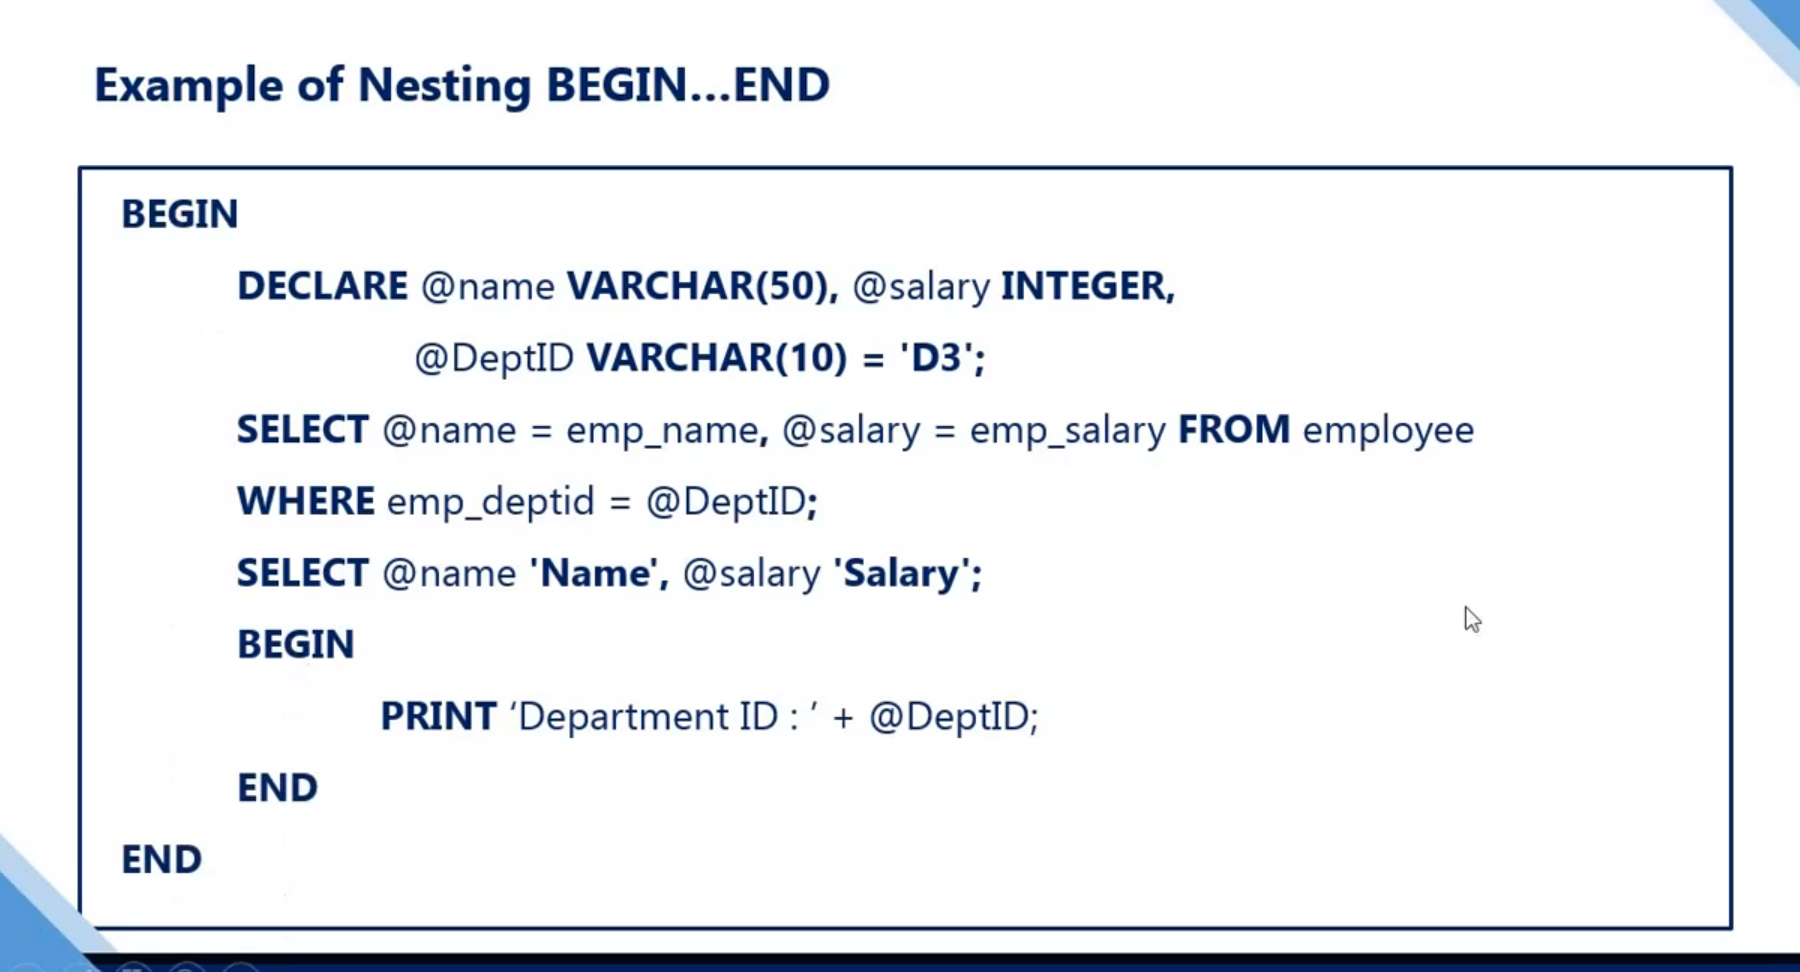 Example of Nesting BEGIN...END
BEGIN
DECLARE @name VARCHAR(50), @salary INTEGER,
@DeptID VARCHAR(10) = 'D3';
SELECT @name = emp_name, @salary = emp_salary FROM employee
WHERE emp_deptid = @DeptID;
SELECT @name 'Name', @salary 'Salary';
BEGIN
PRINT ‘Department ID : ’ + @DeptID;
END
END